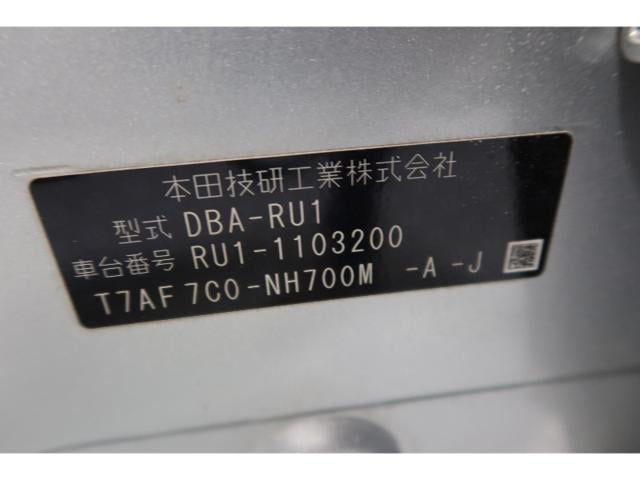 本田技研工業株式会社
型式 DBA-RU1
車台番号 RU1-1103200
T7AF7C0-NH700M -A -J